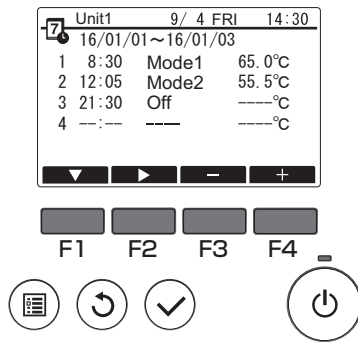 7 Unit1 9/ 4 FRI 14:30
16/01/01~16/01/03
1 8:30 Mode1 65.0℃
2 12:05 Mode2 55.5℃
3 21:30 Off ----℃
4 --:-- ---- ----℃
▼ ▶ − +
F1 F2 F3 F4